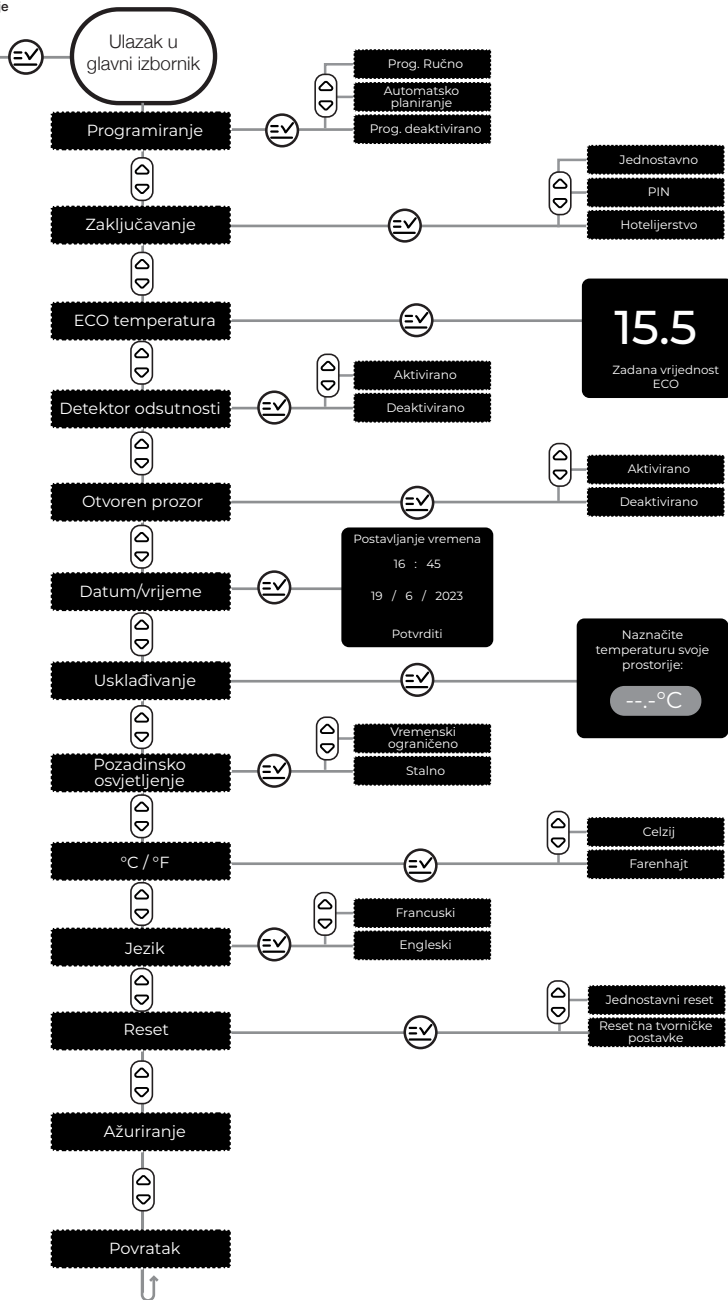 je
Ulazak u
glavni izbornik
Programiranje
Prog. Ručno
Automatsko
planiranje
Prog. deaktivirano
Zaključavanje
Jednostavno
PIN
Hotelijerstvo
ECO temperatura
15.5
Zadana vrijednost
ECO
Detektor odsutnosti
Aktivirano
Deaktivirano
Otvoren prozor
Aktivirano
Deaktivirano
Datum/vrijeme
Postavljanje vremena
16 : 45
19 / 6 / 2023
Potvrditi
Usklađivanje
Naznačite
temperaturu svoje
prostorije:
--.-°C
Pozadinsko
osvjetljenje
Vremenski
ograničeno
Stalno
°C / °F
Celzij
Farenhajt
Jezik
Francuski
Engleski
Reset
Jednostavni reset
Reset na tvorničke
postavke
Ažuriranje
Povratak